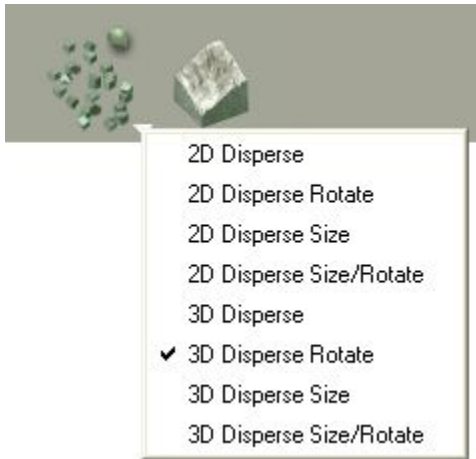 2D Disperse
2D Disperse Rotate
2D Disperse Size
2D Disperse Size/Rotate
3D Disperse
3D Disperse Rotate
3D Disperse Size
3D Disperse Size/Rotate